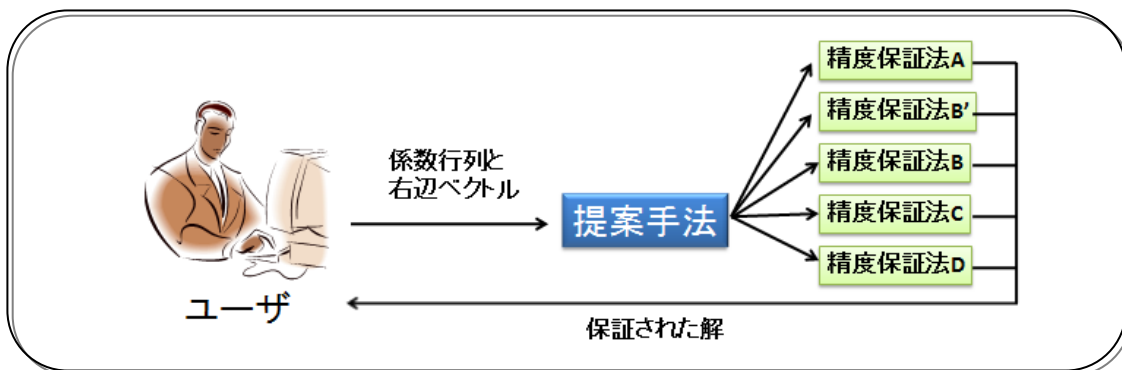 精度保証法A
精度保証法B'
精度保証法B
精度保証法C
精度保証法D
係数行列と
右辺ベクトル
提案手法
ユーザ
保証された解